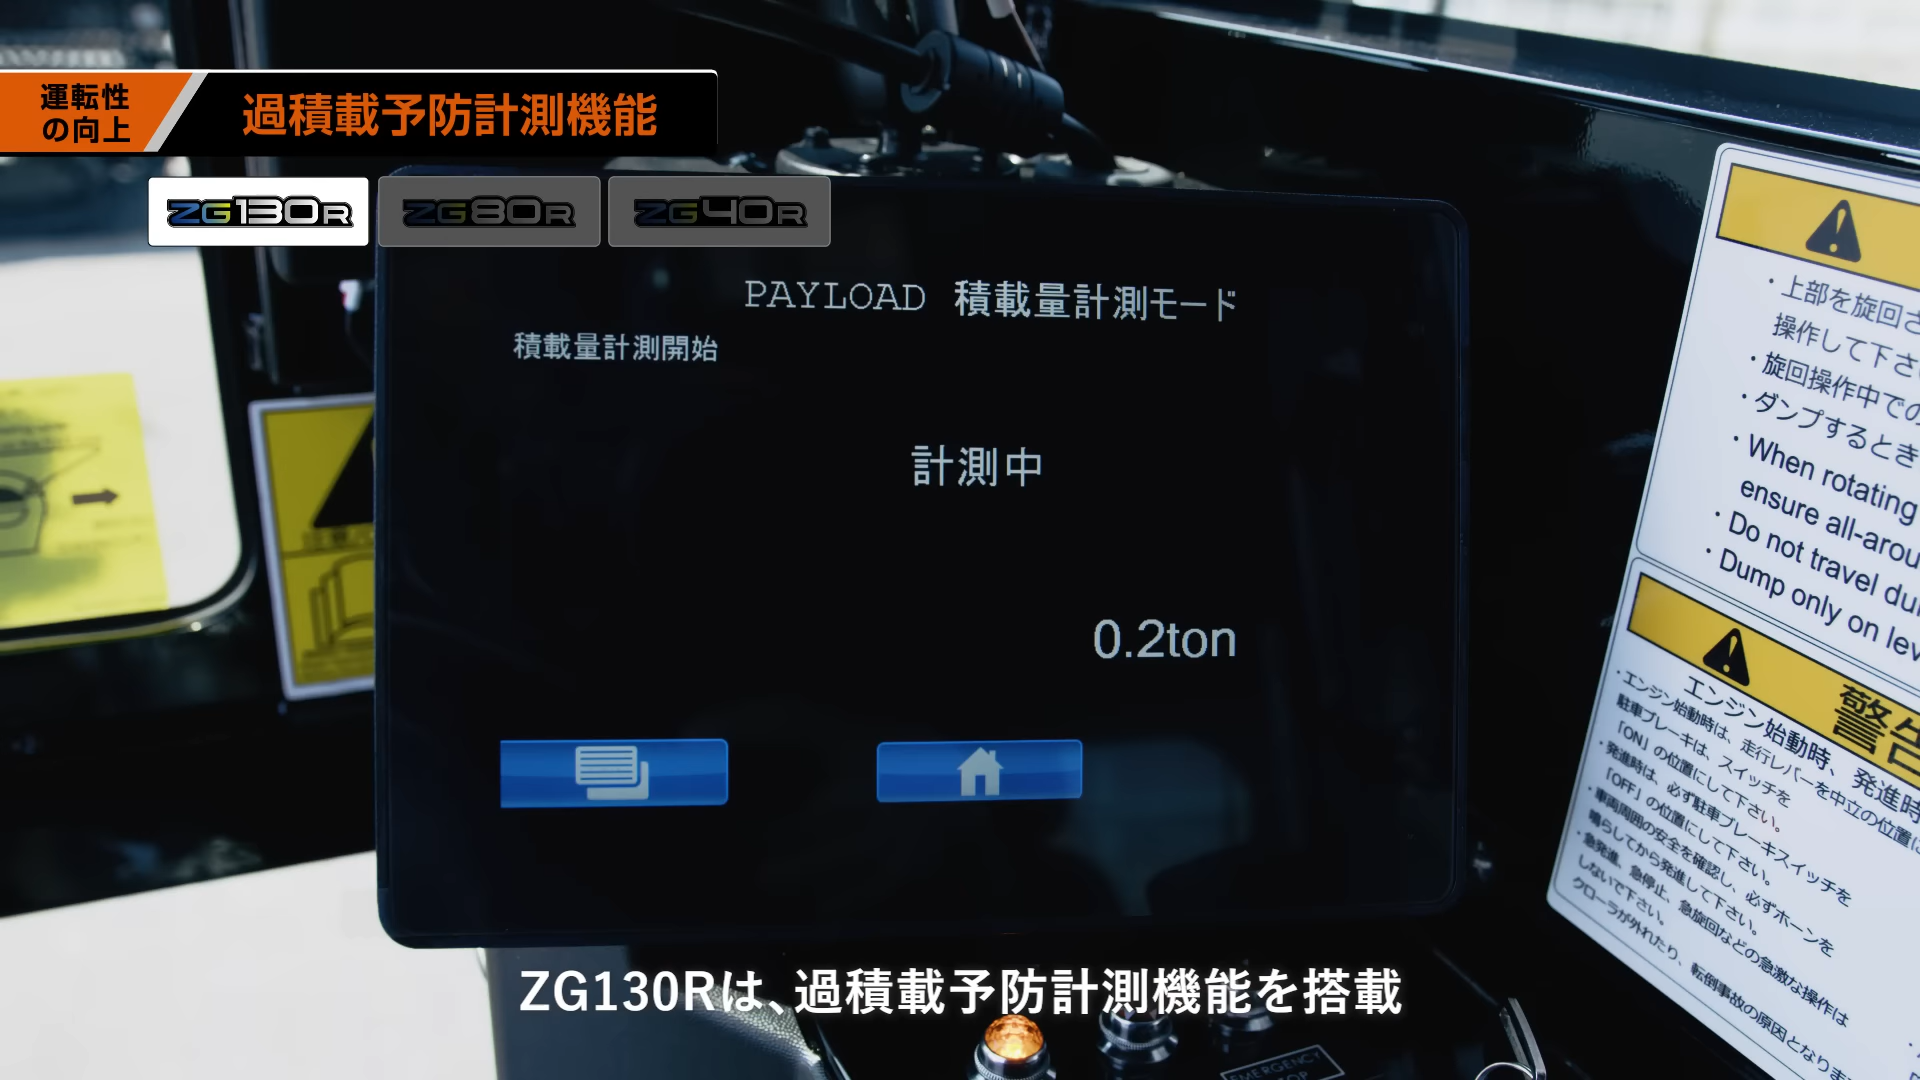 運転性
の向上
過積載予防計測機能
ZG130R
ZG80R
ZG40R
PAYLOAD 積載量計測モード
積載量計測開始
計測中
0.2ton
・上部を旋回さ
操作して下さ
・旋回操作中での
・ダンプするとき
・When rotating
ensure all-arou
・Do not travel du
・Dump only on lev
警告
エンジン始動時、発進時
・エンジン始動時は、走行レバーを中立の位置に
駐車ブレーキは、スイッチを
「ON」の位置にして下さい。
・発進時は、必ず駐車ブレーキスイッチを
「OFF」の位置にして下さい。
・車両周囲の安全を確認し、必ずホーンを
鳴らしてから発進して下さい。
・急発進、急停止、急旋回などの急激な操作は
しないで下さい。
クローラが外れたり、転倒事故の原因となりま
EMERGENCY
ZG130Rは、過積載予防計測機能を搭載